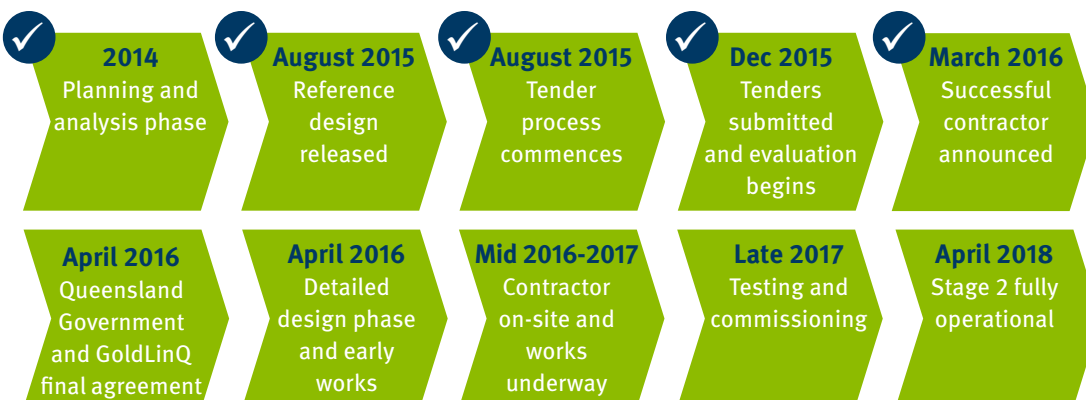 2014
Planning and
analysis phase
August 2015
Reference
design
released
August 2015
Tender
process
commences
Dec 2015
Tenders
submitted
and evaluation
begins
March 2016
Successful
contractor
announced
April 2016
Queensland
Government
and GoldLinQ
final agreement
April 2016
Detailed
design phase
and early
works
Mid 2016-2017
Contractor
on-site and
works
underway
Late 2017
Testing and
commissioning
April 2018
Stage 2 fully
operational